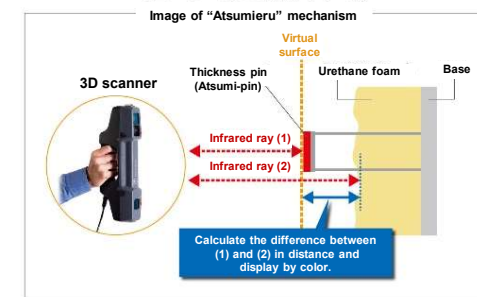 Image of “Atsumieru” mechanism
Virtual
surface
Thickness pin
(Atsumi-pin)
Urethane foam
Base
3D scanner
Infrared ray (1)
Infrared ray (2)
Calculate the difference between
(1) and (2) in distance and
display by color.